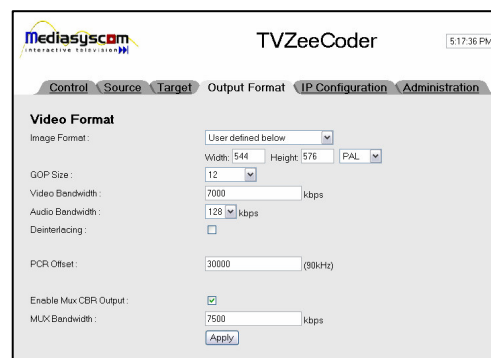 Mediasyscom
interactive television
TVZeeCoder
5:17:36 PM
Control Source Target Output Format IP Configuration Administration
Video Format
Image Format :
User defined below
Width: 544 Height: 576 PAL
GOP Size :
12
Video Bandwidth :
7000 kbps
Audio Bandwidth :
128 kbps
Deinterlacing :
PCR Offset :
30000 (90kHz)
Enable Mux CBR Output :
MUX Bandwidth :
7500 kbps
Apply